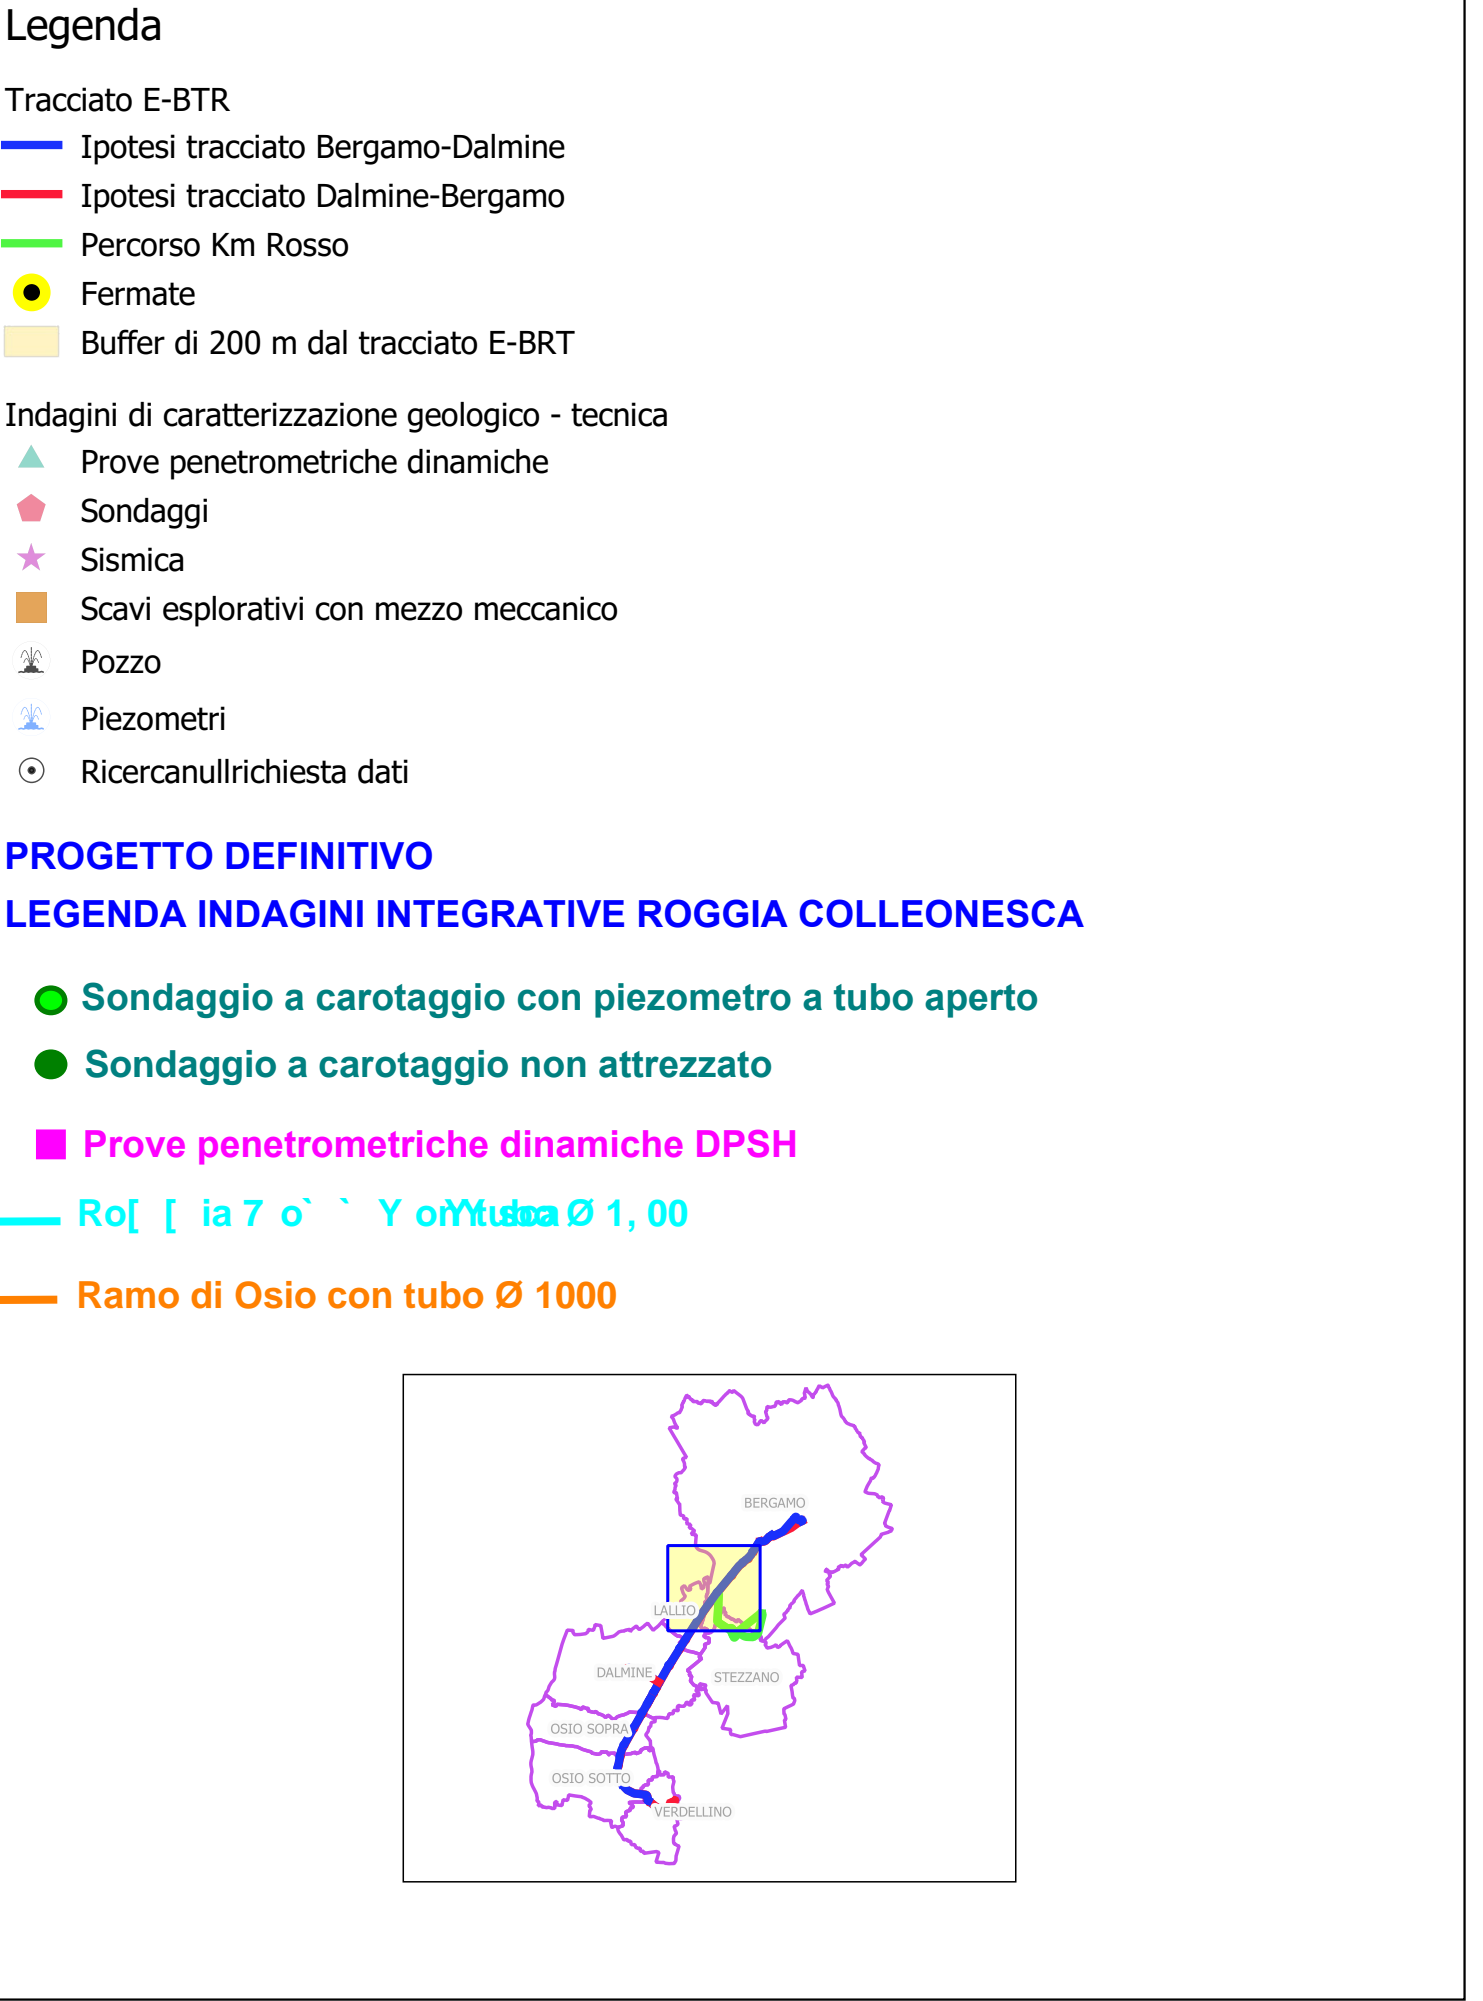 Legenda
Tracciato E-BTR
Ipotesi tracciato Bergamo-Dalmine
Ipotesi tracciato Dalmine-Bergamo
Percorso Km Rosso
Fermate
Buffer di 200 m dal tracciato E-BRT
Indagini di caratterizzazione geologico - tecnica
Prove penetrometriche dinamiche
Sondaggi
Sismica
Scavi esplorativi con mezzo meccanico
Pozzo
Piezometri
Ricercanullrichiesta dati
PROGETTO DEFINITIVO
LEGENDA INDAGINI INTEGRATIVE ROGGIA COLLEONESCA
Sondaggio a carotaggio con piezometro a tubo aperto
Sondaggio a carotaggio non attrezzato
Prove penetrometriche dinamiche DPSH
Ø 1, 00
Ramo di Osio con tubo Ø 1000
BERGAMO
LALLIO
DALMINE
STEZZANO
OSIO SOPRA
OSIO SOTTO
VERDELLINO